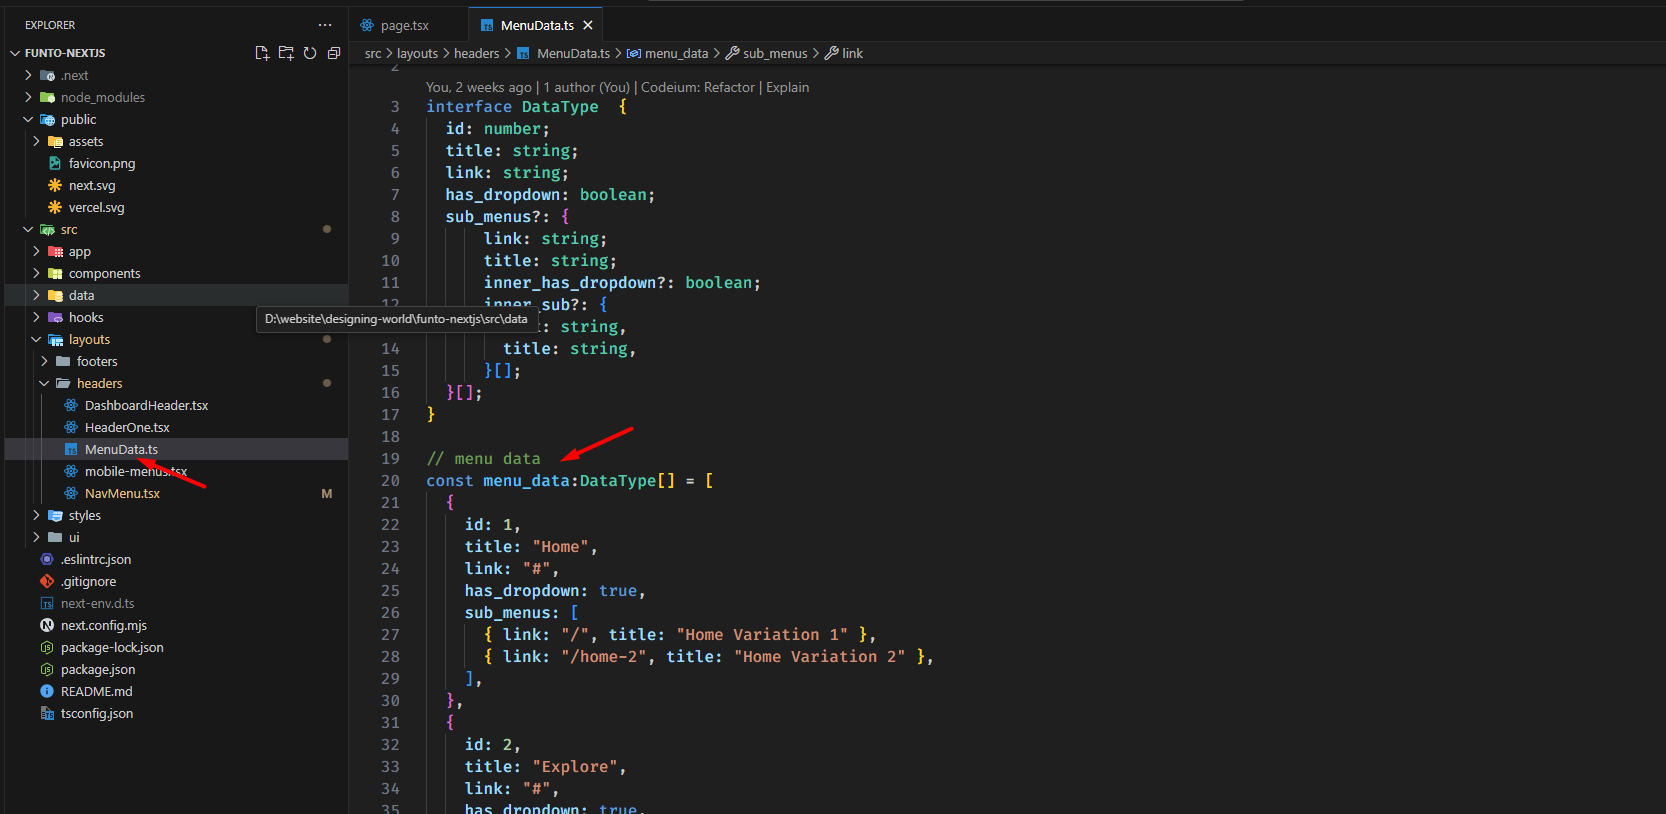 EXPLORER
FUNTO-NEXTJS
.next
node_modules
public
assets
favicon.png
next.svg
vercel.svg
src
app
components
data
hooks
layouts
footers
headers
DashboardHeader.tsx
HeaderOne.tsx
MenuData.ts
mobile-menus.tsx
NavMenu.tsx M
styles
ui
.eslintrc.json
.gitignore
next-env.d.ts
next.config.mjs
package-lock.json
package.json
README.md
tsconfig.json
D:\website\designing-world\funto-nextjs\src\data
page.tsx MenuData.ts
src > layouts > headers > MenuData.ts > menu_data > sub_menus > link
2
You, 2 weeks ago | 1 author (You) | Codeium: Refactor | Explain
3 interface DataType {
4 id: number;
5 title: string;
6 link: string;
7 has_dropdown: boolean;
8 sub_menus?: {
9 link: string;
10 title: string;
11 inner_has_dropdown?: boolean;
12 inner_sub?: {
: string,
14 title: string,
15 }[];
16 }[];
17 }
18
19 // menu data
20 const menu_data:DataType[] = [
21 {
22 id: 1,
23 title: "Home",
24 link: "#",
25 has_dropdown: true,
26 sub_menus: [
27 { link: "/", title: "Home Variation 1" },
28 { link: "/home-2", title: "Home Variation 2" },
29 ],
30 },
31 {
32 id: 2,
33 title: "Explore",
34 link: "#",
35 has_dropdown: true,